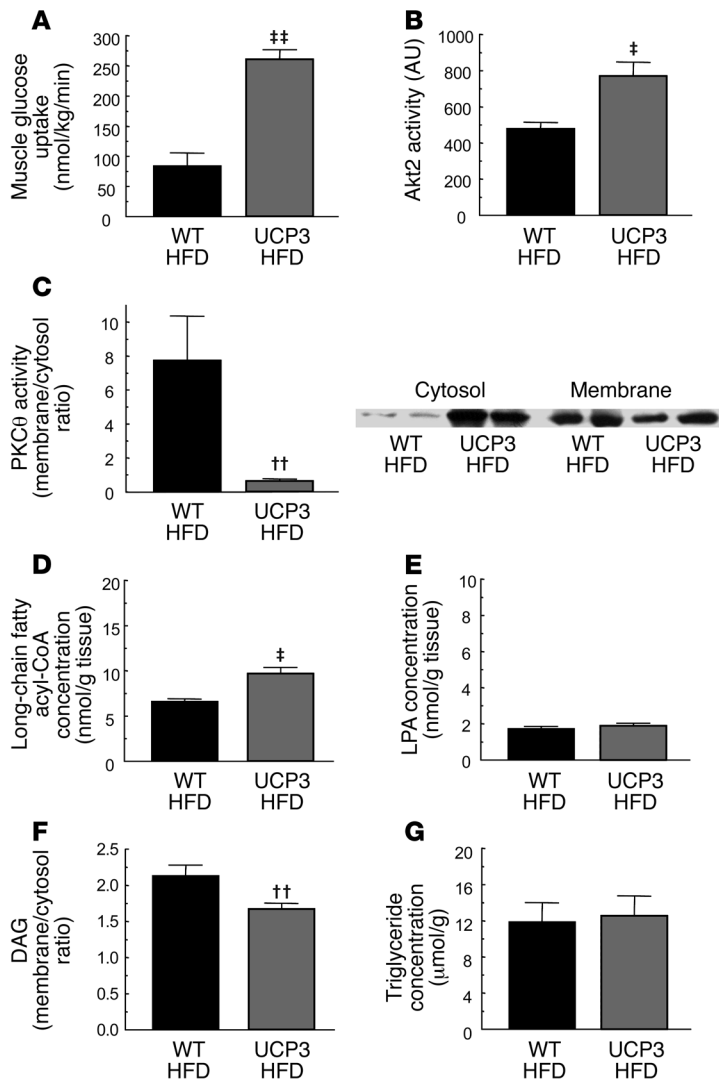 A
Muscle glucose
uptake
(nmol/kg/min)
300
250
200
150
100
50
0
‡‡
WT
HFD
UCP3
HFD
B
Akt2 activity (AU)
1000
800
600
400
200
0
‡
WT
HFD
UCP3
HFD
C
PKCθ activity
(membrane/cytosol
ratio)
10
8
6
4
2
0
††
WT
HFD
UCP3
HFD
Cytosol
Membrane
WT
HFD
UCP3
HFD
WT
HFD
UCP3
HFD
D
Long-chain fatty
acyl-CoA
concentration
(nmol/g tissue)
20
15
10
5
0
‡
WT
HFD
UCP3
HFD
E
LPA concentration
(nmol/g tissue)
10
8
6
4
2
0
WT
HFD
UCP3
HFD
F
DAG
(membrane/cytosol
ratio)
2.5
2.0
1.5
1.0
0.5
0.0
††
WT
HFD
UCP3
HFD
G
Triglyceride
concentration
(μmol/g)
20
16
12
8
4
0
WT
HFD
UCP3
HFD